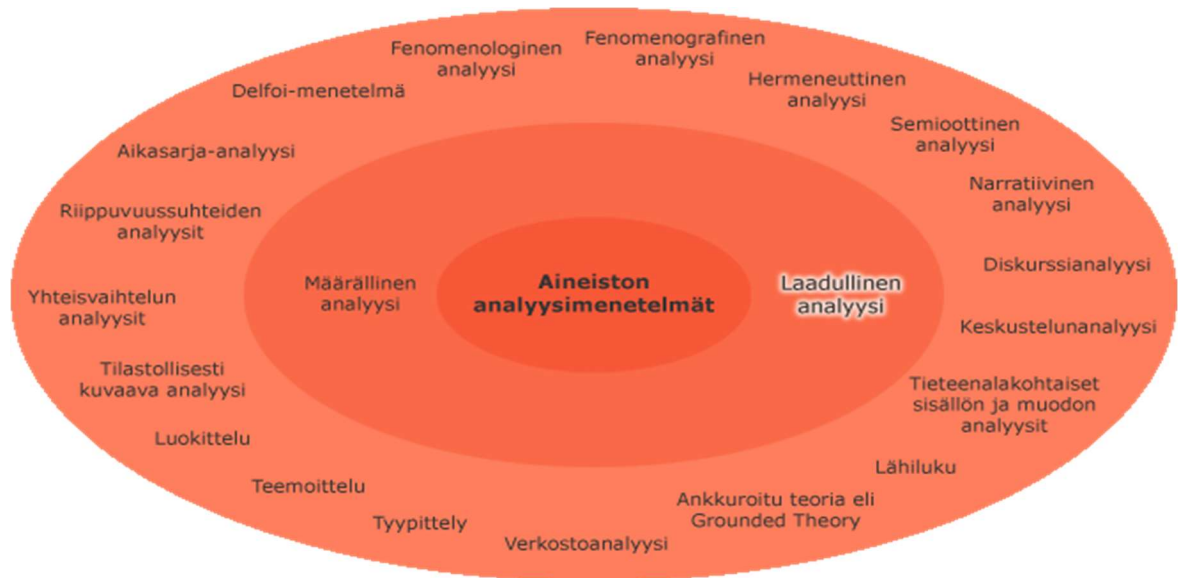 Fenomenologinen
analyysi
Fenomenografinen
analyysi
Hermeneuttinen
analyysi
Semioottinen
analyysi
Narratiivinen
analyysi
Diskurssianalyysi
Keskustelunanalyysi
Tieteenalakohtaiset
sisällön ja muodon
analyysit
Lähiluku
Ankkuroitu teoria eli
Grounded Theory
Verkostoanalyysi
Tyypittely
Teemoittelu
Luokittelu
Tilastollisesti
kuvaava analyysi
Yhteisvaihtelun
analyysit
Riippuvuussuhteiden
analyysit
Aikasarja-analyysi
Delfoi-menetelmä
Määrällinen
analyysi
Aineiston
analyysimenetelmät
Laadullinen
analyysi